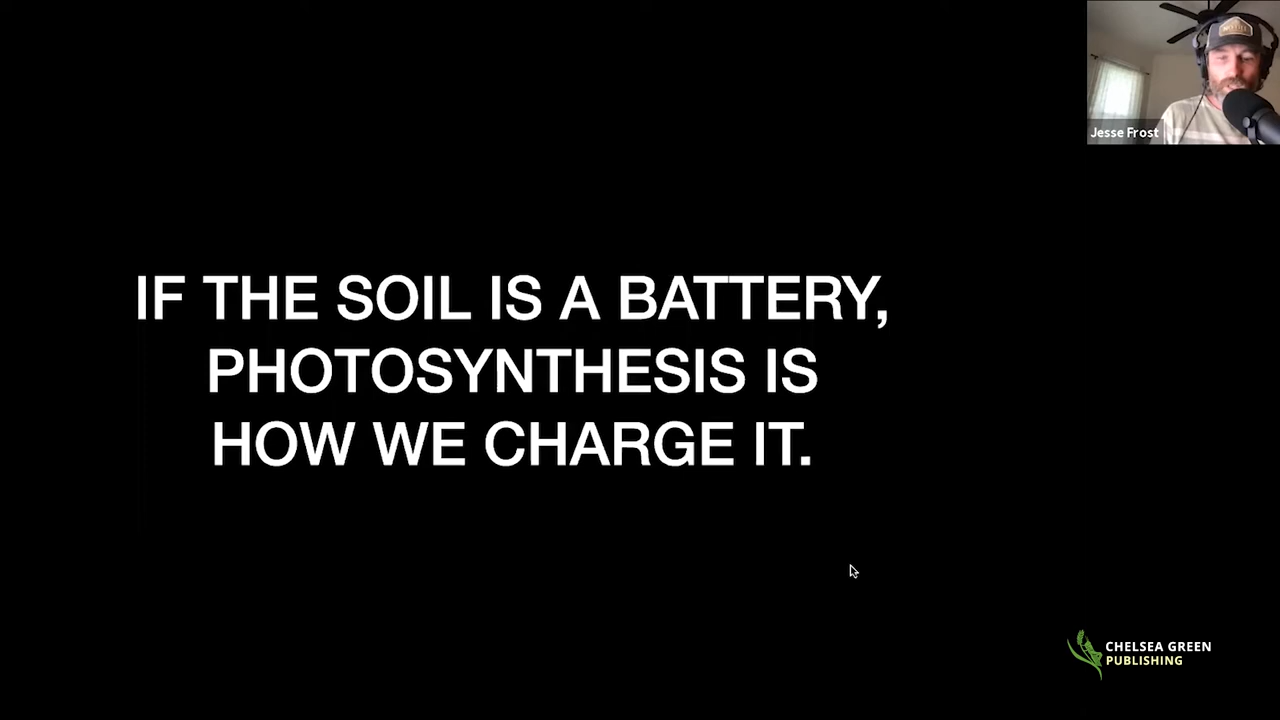 IF THE SOIL IS A BATTERY,
PHOTOSYNTHESIS IS
HOW WE CHARGE IT.
Jesse Frost
CHELSEA GREEN
PUBLISHING